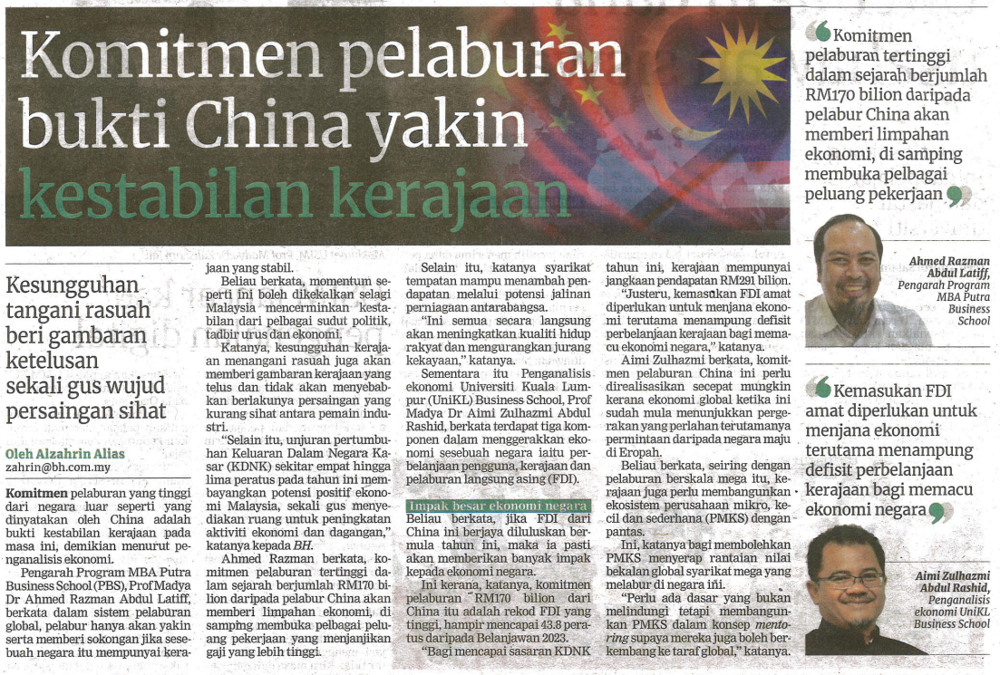 Komitmen pelaburan
bukti China yakin
kestabilan kerajaan
Kesungguhan
tangani rasuah
beri gambaran
ketelusan
sekali gus wujud
persaingan sihat
Oleh Alzahrin Alias
zahrin@bh.com.my
Komitmen pelaburan yang tinggi
dari negara luar seperti yang
dinyatakan oleh China adalah
bukti kestabilan kerajaan pada
masa ini, demikian menurut pe-
nganalisis ekonomi.
Pengarah Program MBA Putra
Business School (PBS), Prof Madya
Dr Ahmed Razman Abdul Latiff,
berkata dalam sistem pelaburan
global, pelabur hanya akan yakin
serta memberi sokongan jika sese-
buah negara itu mempunyai kera-
jaan yang stabil.
Beliau berkata, momentum se-
perti ini boleh dikekalkan selagi
Malaysia mencerminkan kesta-
bilan dari pelbagai sudut politik,
tadbir urus dan ekonomi.
Katanya, kesungguhan keraja-
an menangani rasuah juga akan
memberi gambaran kerajaan yang
telus dan tidak akan menyebab-
kan berlakunya persaingan yang
kurang sihat antara pemain indu-
stri.
“Selain itu, unjuran pertumbu-
han Keluaran Dalam Negara Ka-
sar (KDNK) sekitar empat hingga
lima peratus pada tahun ini mem-
bayangkan potensi positif ekono-
mi Malaysia, sekali gus menye-
diakan ruang untuk peningkatan
aktiviti ekonomi dan dagangan,”
katanya kepada BH.
Ahmed Razman berkata, ko-
mitmen pelaburan tertinggi da-
lam sejarah berjumlah RM170 bi-
lion daripada pelabur China akan
memberi limpahan ekonomi, di
samping membuka pelbagai pelu-
ang pekerjaan yang menjanjikan
gaji yang lebih tinggi.
Selain itu, katanya syarikat
tempatan mampu menambah pen-
dapatan melalui potensi jalinan
perniagaan antarabangsa.
“Ini semua secara langsung
akan meningkatkan kualiti hidup
rakyat dan mengurangkan jurang
kekayaan,” katanya.
Sementara itu Penganalisis
ekonomi Universiti Kuala Lum-
pur (UniKL) Business School, Prof
Madya Dr Aimi Zulhazmi Abdul
Rashid, berkata terdapat tiga kom-
ponen dalam menggerakkan eko-
nomi sesebuah negara iaitu per-
belanjaan pengguna, kerajaan dan
pelaburan langsung asing (FDI).
Impak besar ekonomi negara
Beliau berkata, jika FDI dari
China ini berjaya diluluskan ber-
mula tahun ini, maka ia pasti
akan memberikan banyak impak
kepada ekonomi negara.
Ini kerana, katanya, komitmen
pelaburan RM170 bilion dari
China itu adalah rekod FDI yang
tinggi, hampir mencapai 43.8 pera-
tus daripada Belanjawan 2023.
“Bagi mencapai sasaran KDNK
tahun ini, kerajaan mempunyai
jangkaan pendapatan RM291 bilion.
“Justeru, kemasukan FDI amat
diperlukan untuk menjana ekono-
mi terutama menampung defisit
perbelanjaan kerajaan bagi mema-
cu ekonomi negara,” katanya.
Aimi Zulhazmi berkata, komit-
men pelaburan China ini perlu
direalisasikan secepat mungkin
kerana ekonomi global ketika ini
sudah mula menunjukkan perge-
rakan yang perlahan terutamanya
permintaan daripada negara maju
di Eropah.
Beliau berkata, seiring dengan
pelaburan berskala mega itu, ke-
rajaan juga perlu membangunkan
ekosistem perusahaan mikro, ke-
cil dan sederhana (PMKS) dengan
pantas.
Ini, katanya bagi membolehkan
PMKS menyerap rantaian nilai
bekalan global syarikat mega yang
melabur di negara ini.
“Perlu ada dasar yang bukan
melindungi tetapi membangun-
kan PMKS dalam konsep mento-
ring supaya mereka juga boleh ber-
kembang ke taraf global,” katanya.
“Komitmen
pelaburan tertinggi
dalam sejarah berjumlah
RM170 bilion daripada
pelabur China akan
memberi limpahan
ekonomi, di samping
membuka pelbagai
peluang pekerjaan”
Ahmed Razman
Abdul Latiff,
Pengarah Program
MBA Putra
Business
School
“Kemasukan FDI
amat diperlukan untuk
menjana ekonomi
terutama menampung
defisit perbelanjaan
kerajaan bagi memacu
ekonomi negara”
Aimi Zulhazmi
Abdul Rashid,
Penganalisis
ekonomi UniKL
Business School